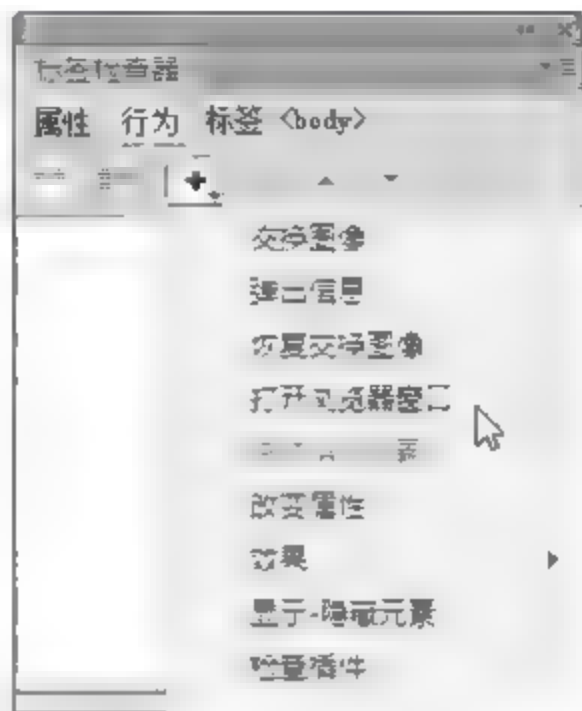 标签检查器
属性 行为 标签 <body>
交换图像
弹出信息
恢复交换图像
打开浏览器窗口
改变属性
效果
显示-隐藏元素
检查插件